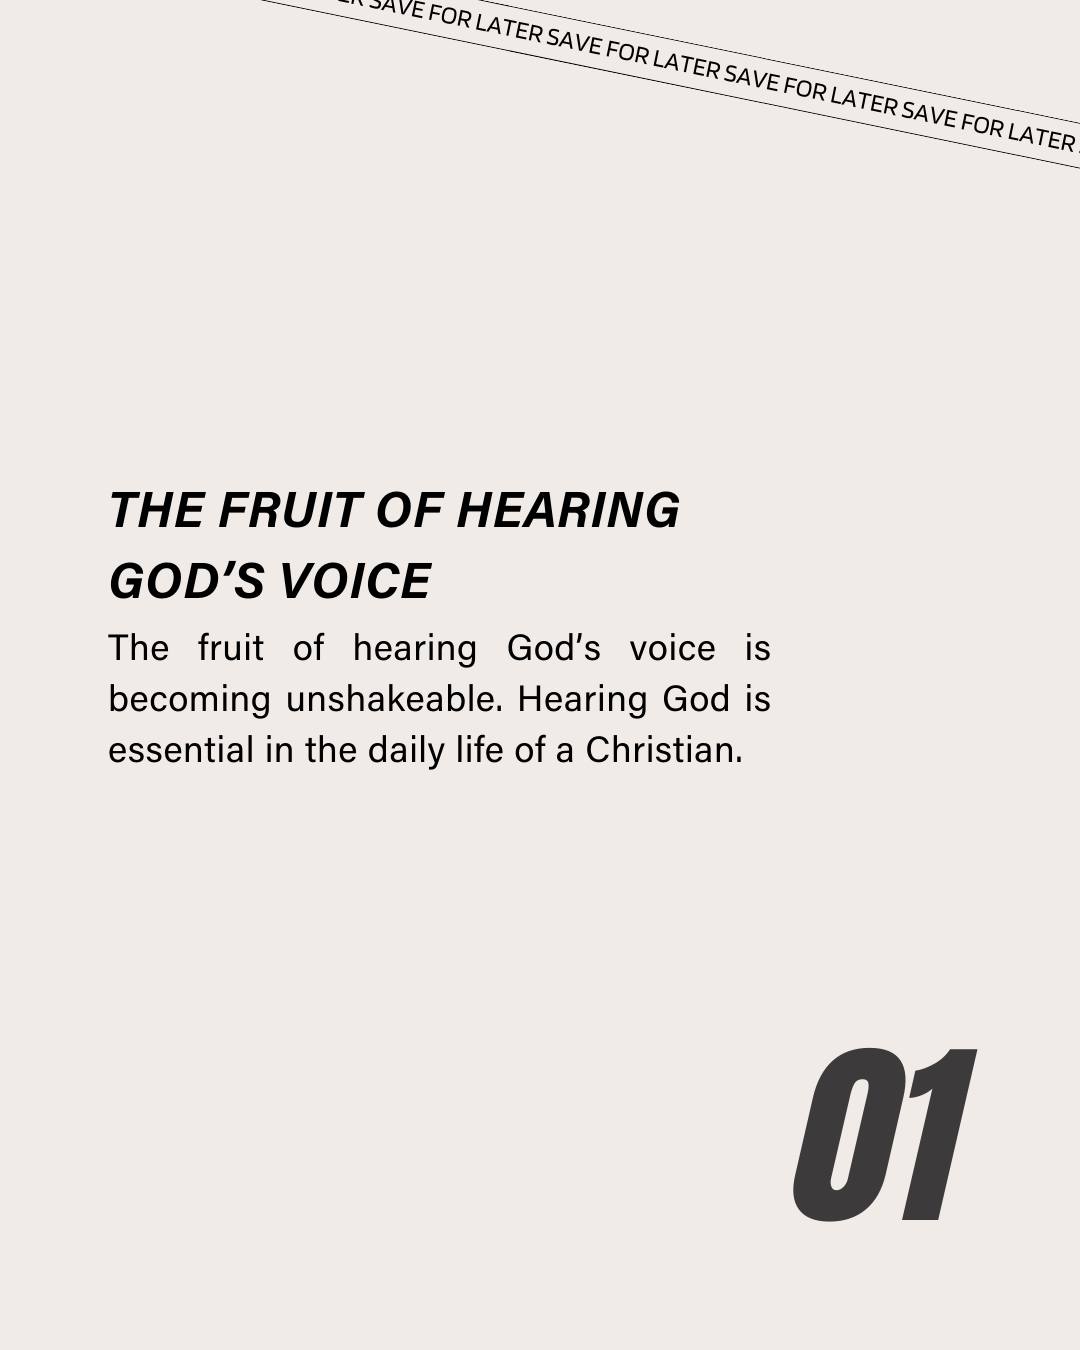 SAVE FOR LATER SAVE FOR LATER SAVE FOR LATER SAVE FOR LATER
THE FRUIT OF HEARING
GOD’S VOICE
The fruit of hearing God’s voice is
becoming unshakeable. Hearing God is
essential in the daily life of a Christian.
01